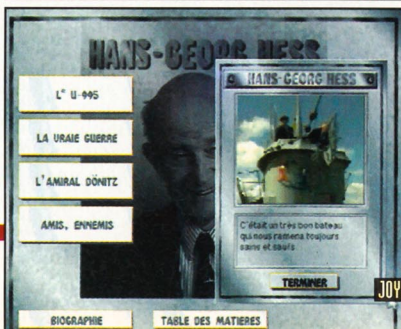 HANS-GEORG HESS
L' U-995
LA VRAIE GUERRE
L'AMIRAL DÖNITZ
AMIS, ENNEMIS
HANS-GEORG HESS
C'était un très bon bateau
qui nous ramena toujours
sains et saufs.
TERMINER
BIOGRAPHIE
TABLE DES MATIERES
JOY